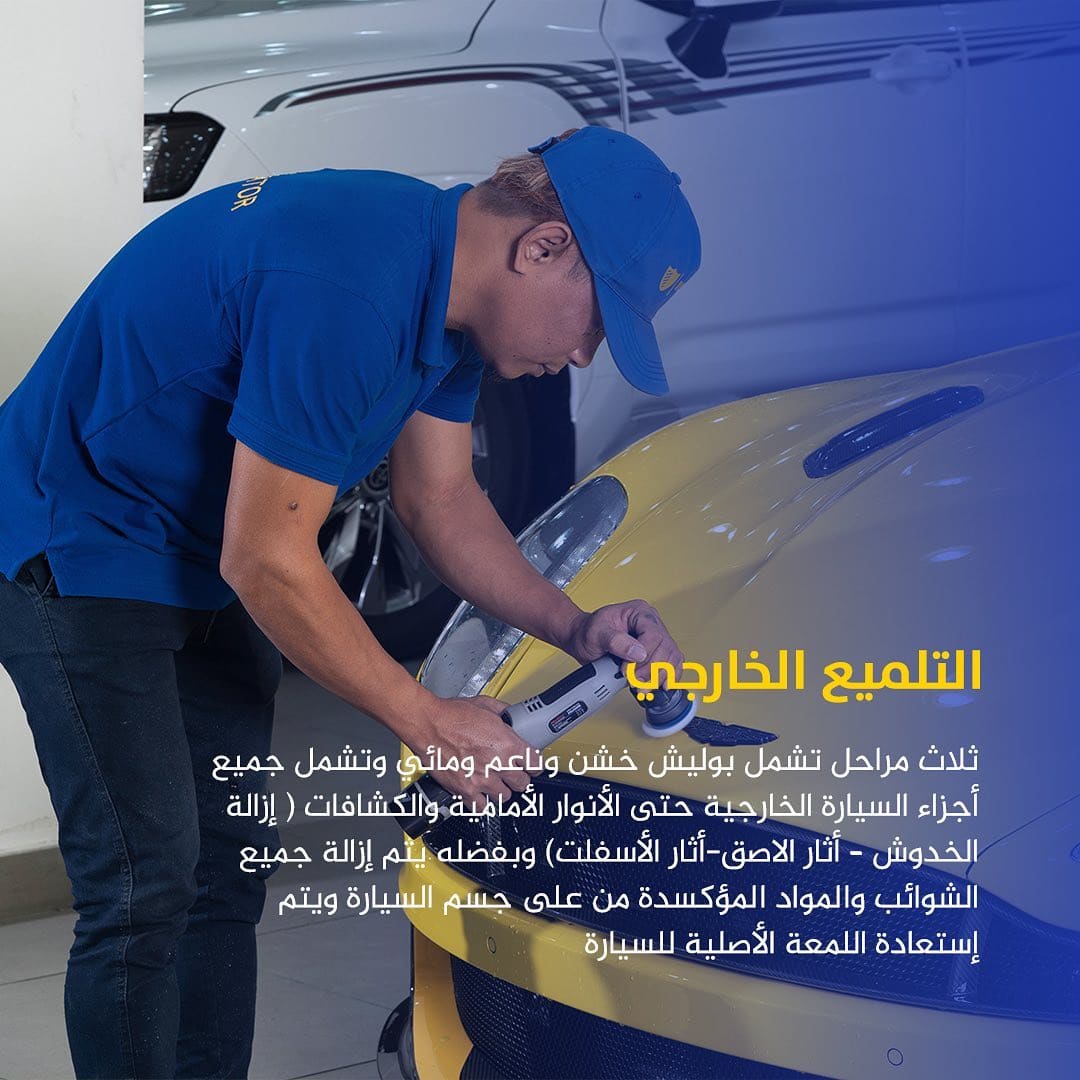 TOR
التلميع الخارجي
ثلاث مراحل تشمل بوليش خشن وناعم ومائي وتشمل جميع
أجزاء السيارة الخارجية حتى الأنوار الأمامية والكشافات ( إزالة
الخدوش - أثار الاصق-أثار الأسفلت) وبفضله يتم إزالة جميع
الشوائب والمواد المؤكسدة من على جسم السيارة ويتم
إستعادة اللمعة الأصلية للسيارة